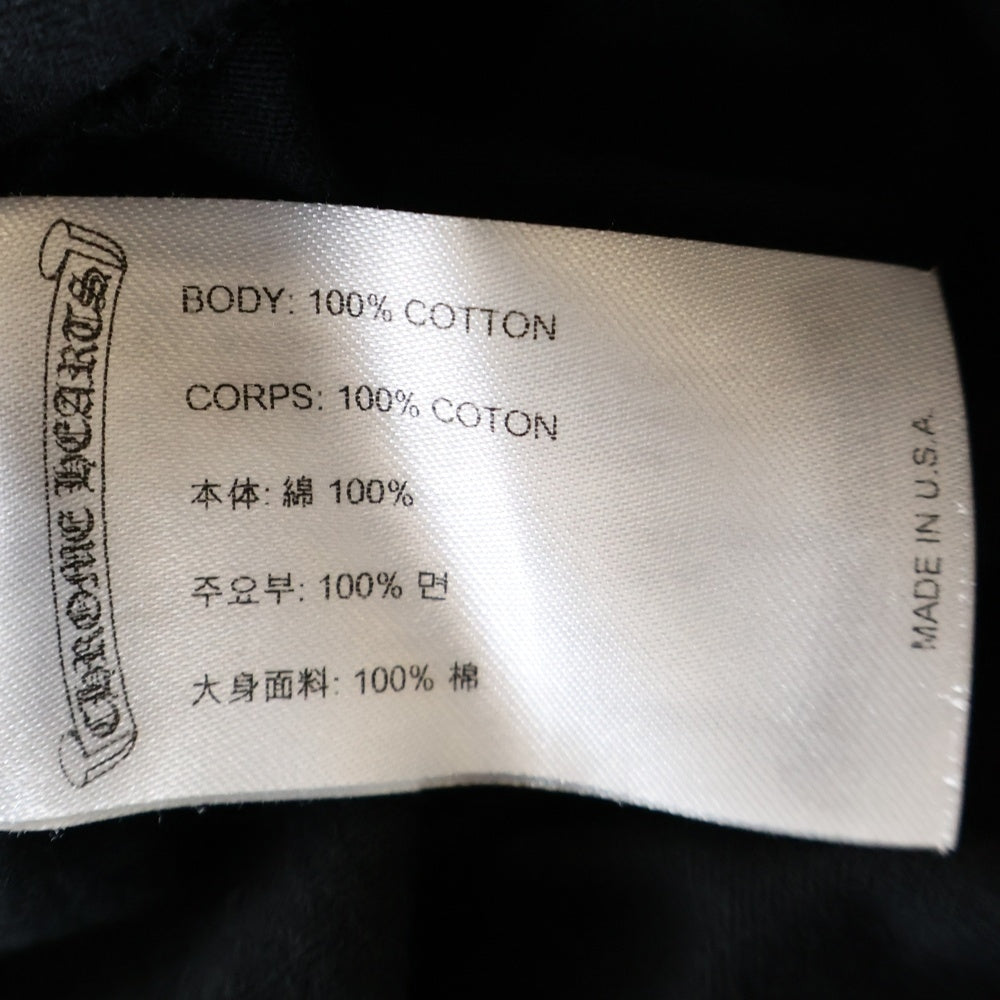 CHROME HEARTS
BODY: 100% COTTON
CORPS: 100% COTON
本体: 綿 100%
주요부: 100% 면
大身面料: 100% 棉
MADE IN U.S.A.